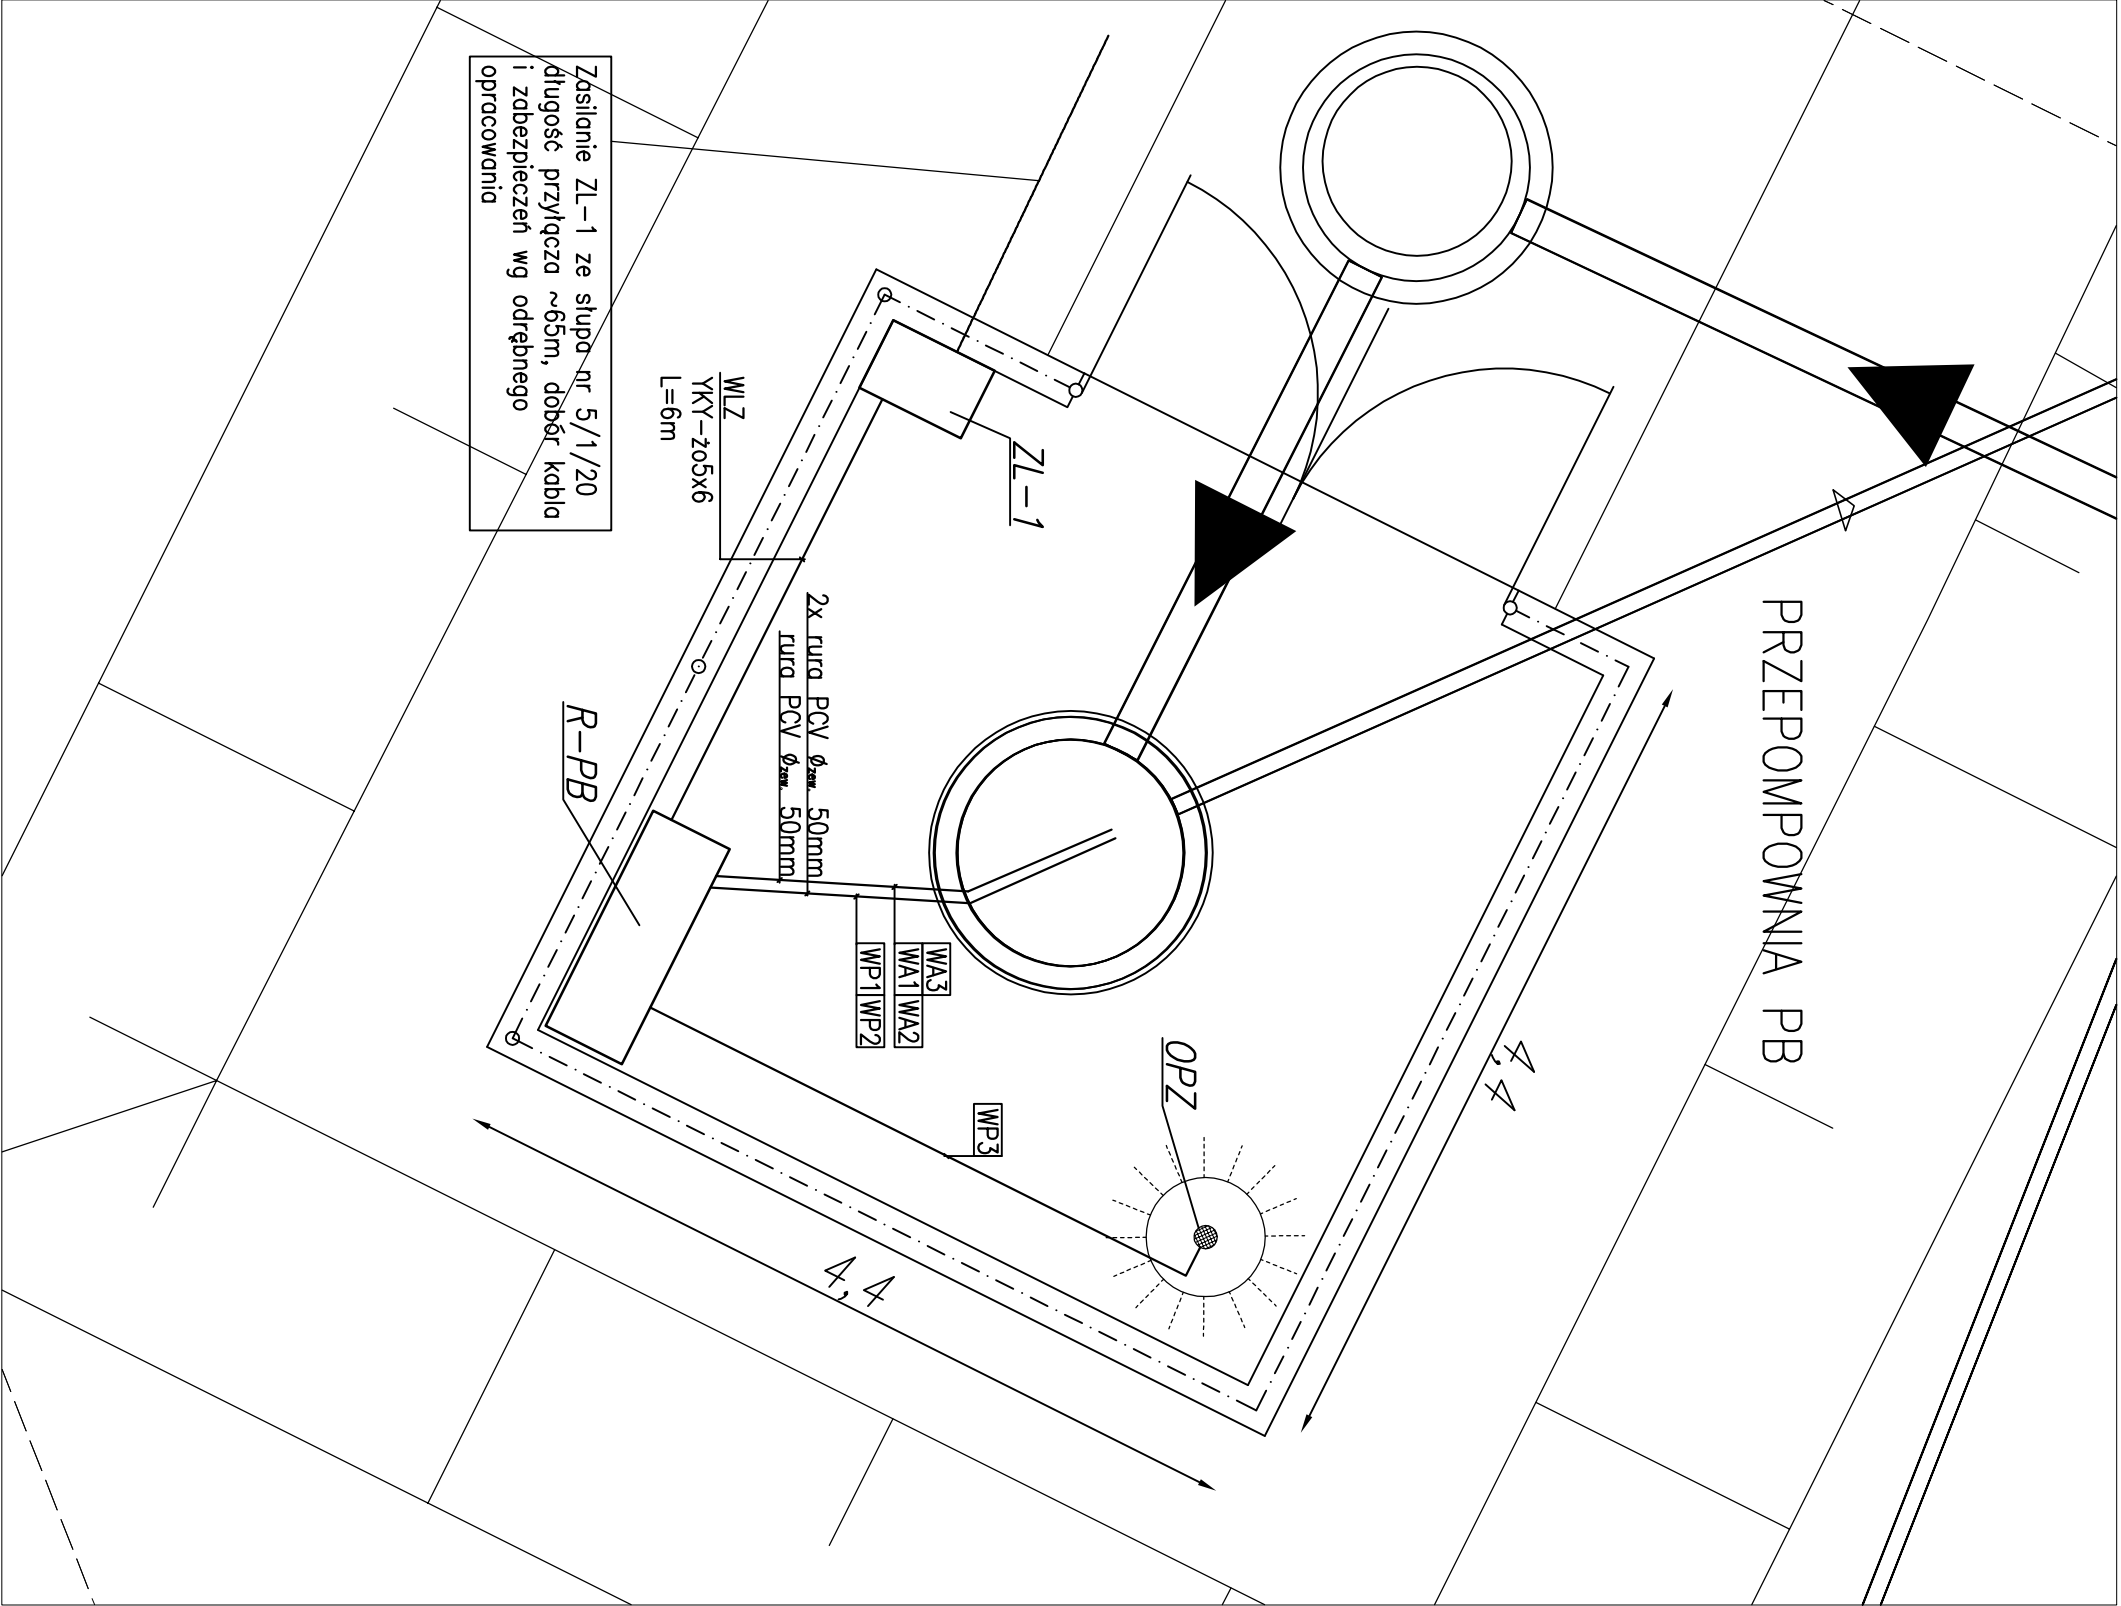 PRZEPOMPOWNIA PB
4,4
OPZ
ZL-1
WP3
WA3
WA1 WA2
WP1 WP2
2x rura PCV Øzew. 50mm
rura PCV Øzew. 50mm
WLZ
YKY-żo5x6
L=6m
4,4
R-PB
Zasilanie ZL-1 ze słupa nr 5/1/20
długość przyłącza ~65m, dobór kabla
i zabezpieczeń wg odrębnego
opracowania